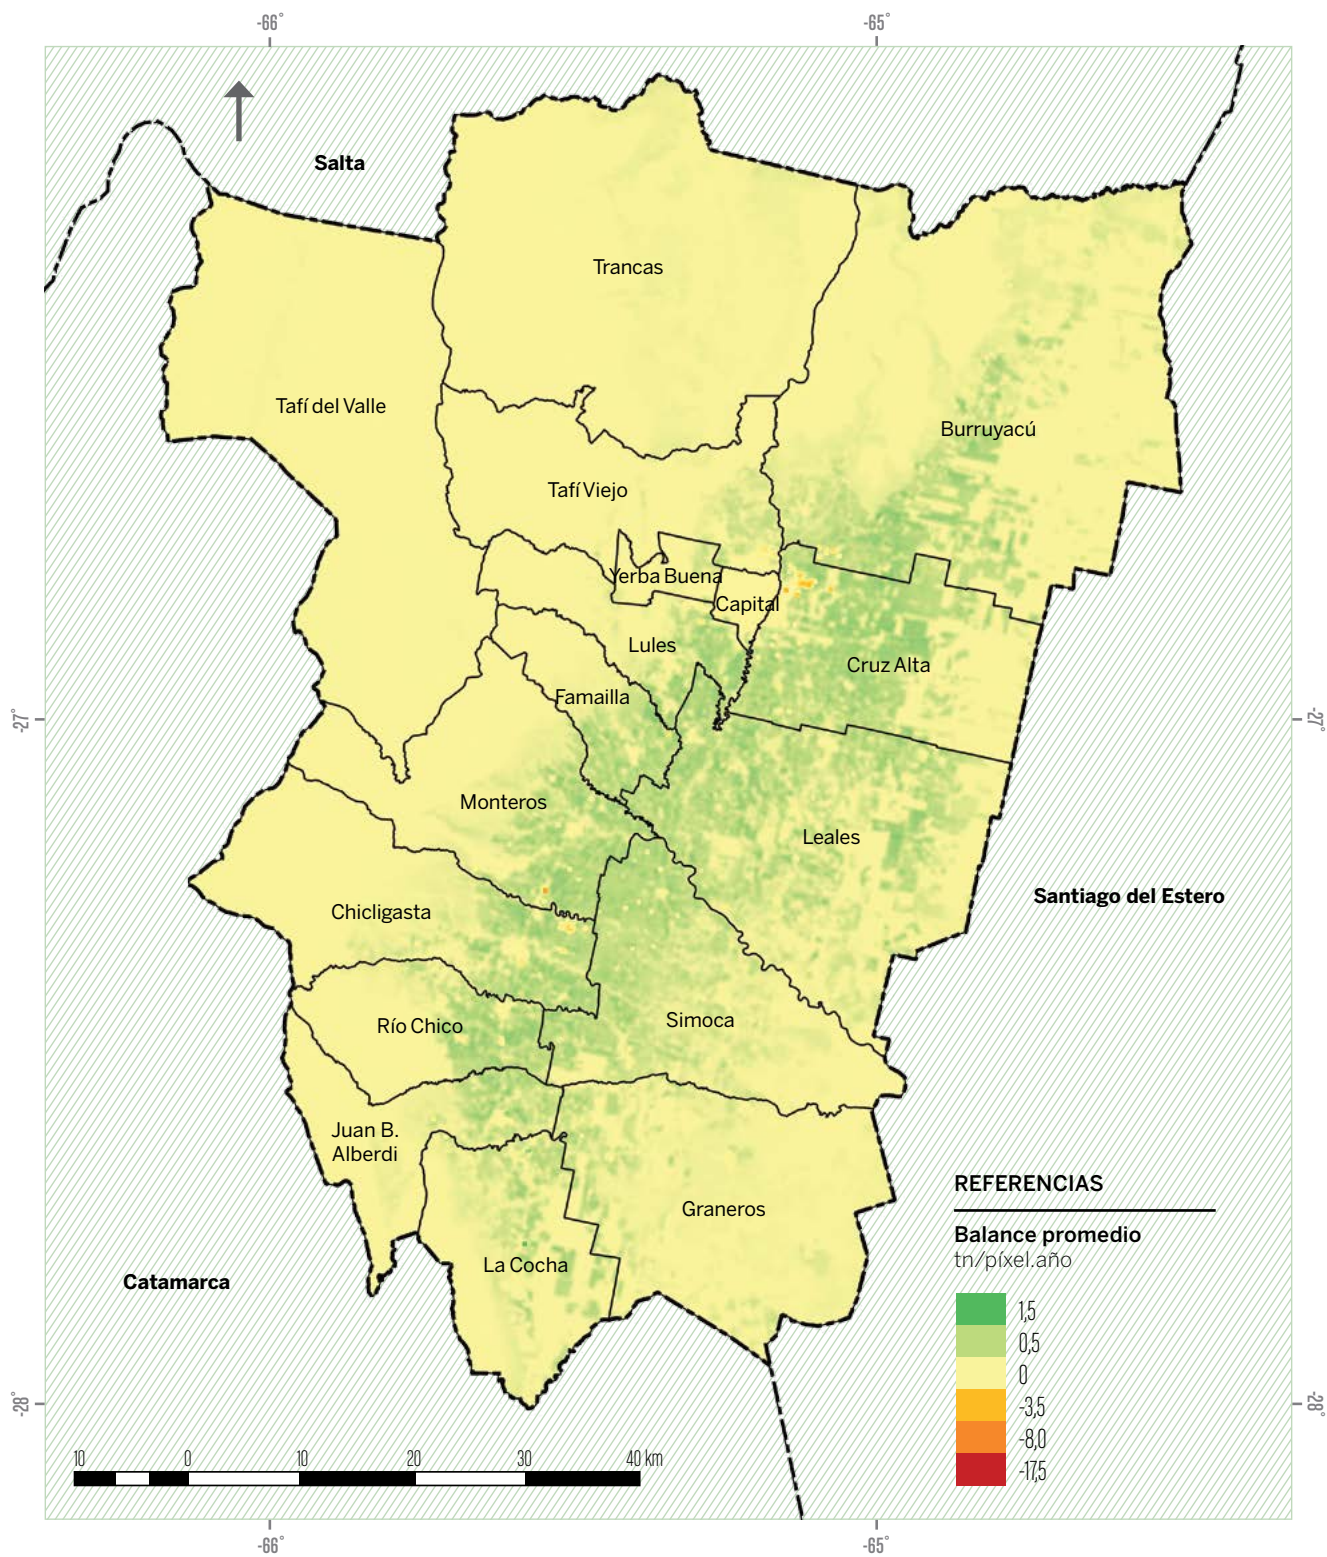 -66°
-65°
Salta
Trancas
Tafí del Valle
Burruyacú
Tafí Viejo
Yerba Buena
Capital
Lules
Cruz Alta
Famailla
-27°
-27°
Monteros
Leales
Santiago del Estero
Chicligasta
Río Chico
Simoca
Juan B.
Alberdi
Graneros
La Cocha
Catamarca
REFERENCIAS
Balance promedio
tn/píxel.año
1,5
0,5
0
-3,5
-8,0
-17,5
-28°
-28°
10 0 10 20 30 40 km
-66°
-65°